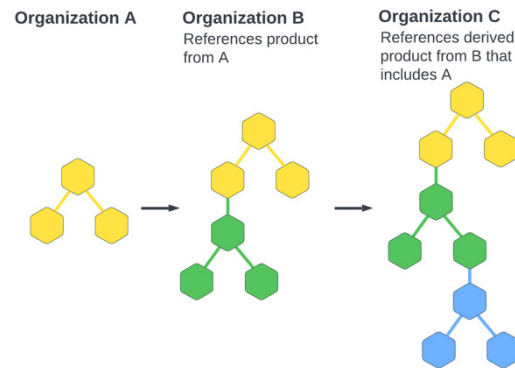 Organization A
Organization B
References product
from A
Organization C
References derived
product from B that
includes A